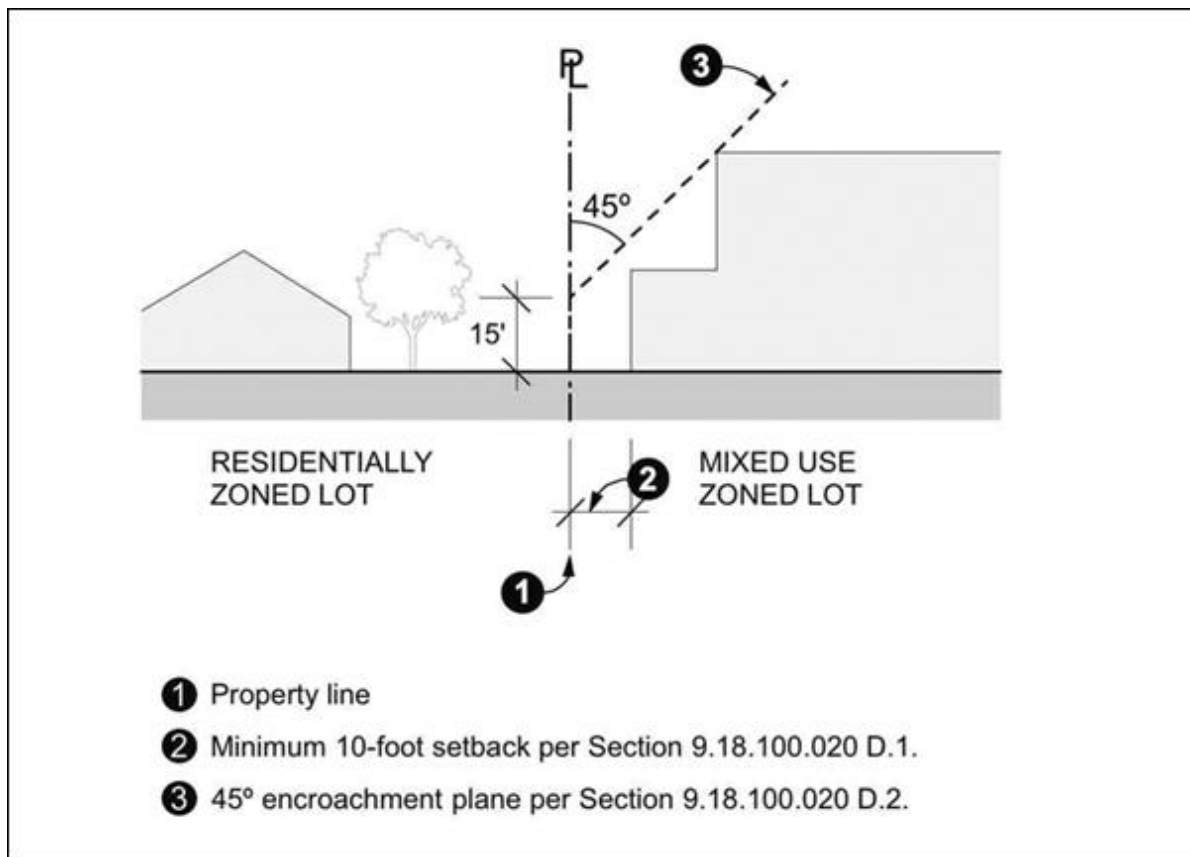 PL
3
45º
15'
RESIDENTIALLY
ZONED LOT
2
MIXED USE
ZONED LOT
1
1 Property line
2 Minimum 10-foot setback per Section 9.18.100.020 D.1.
3 45º encroachment plane per Section 9.18.100.020 D.2.